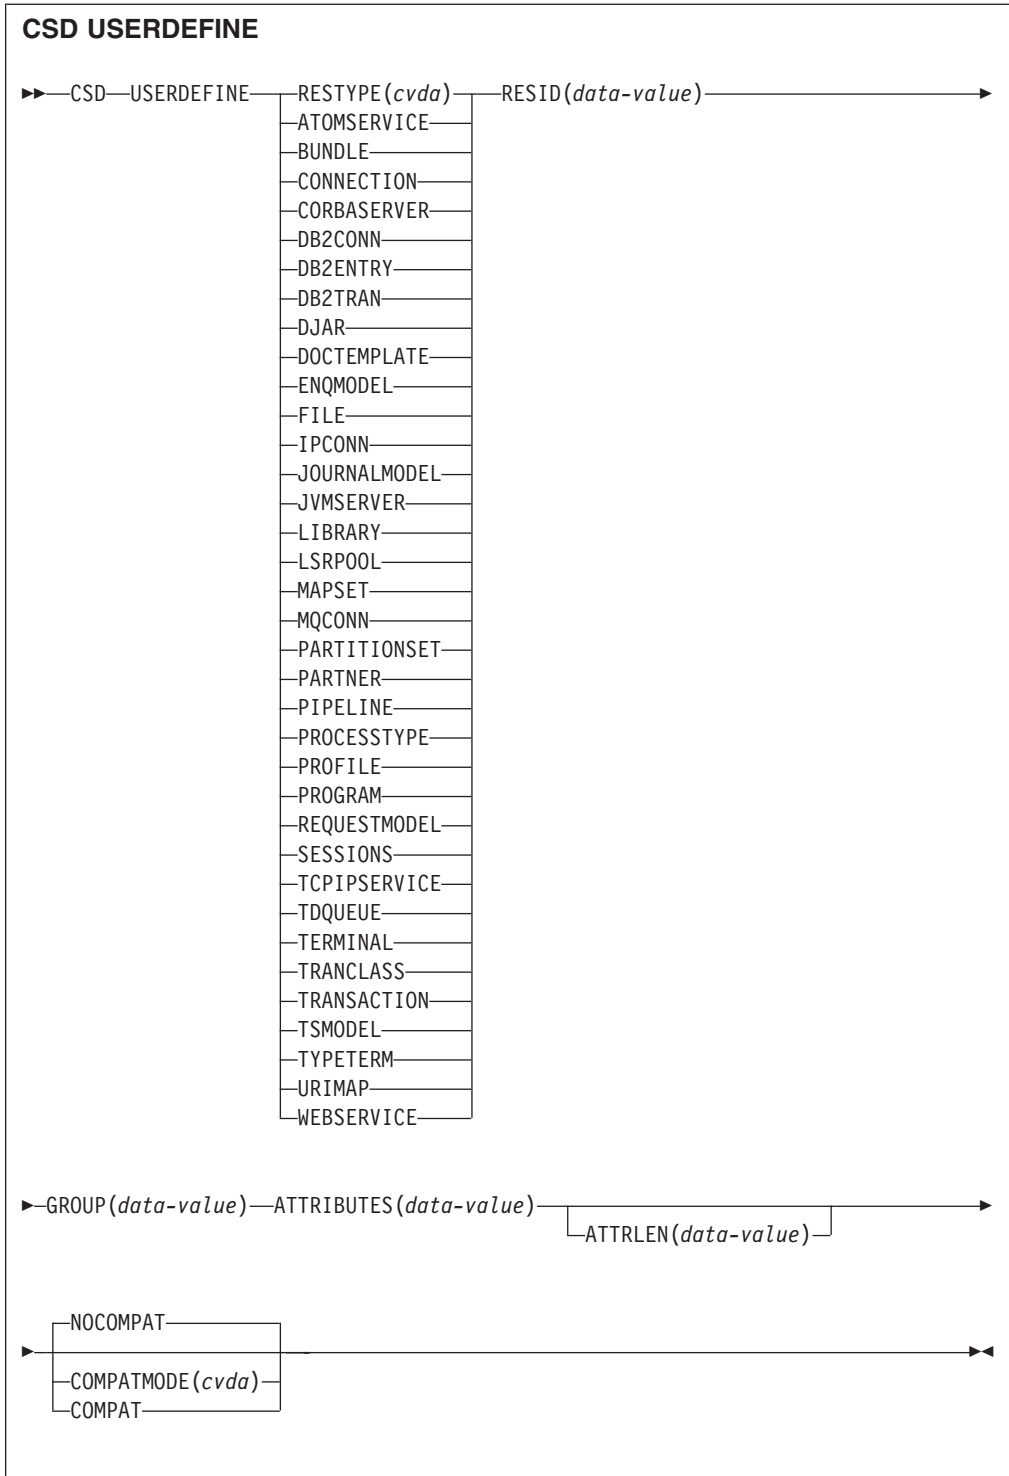 CSD USERDEFINE
CSD USERDEFINE RESTYPE(cvda) RESID(data-value)
ATOMSERVICE
BUNDLE
CONNECTION
CORBASERVER
DB2CONN
DB2ENTRY
DB2TRAN
DJAR
DOCTEMPLATE
ENQMODEL
FILE
IPCONN
JOURNALMODEL
JVMSERVER
LIBRARY
LSRPOOL
MAPSET
MQCONN
PARTITIONSET
PARTNER
PIPELINE
PROCESSTYPE
PROFILE
PROGRAM
REQUESTMODEL
SESSIONS
TCPIPSERVICE
TDQUEUE
TERMINAL
TRANCLASS
TRANSACTION
TSMODEL
TYPETERM
URIMAP
WEBSERVICE
GROUP(data-value) ATTRIBUTES(data-value)
ATTRLEN(data-value)
NOCOMPAT
COMPATMODE(cvda)
COMPAT